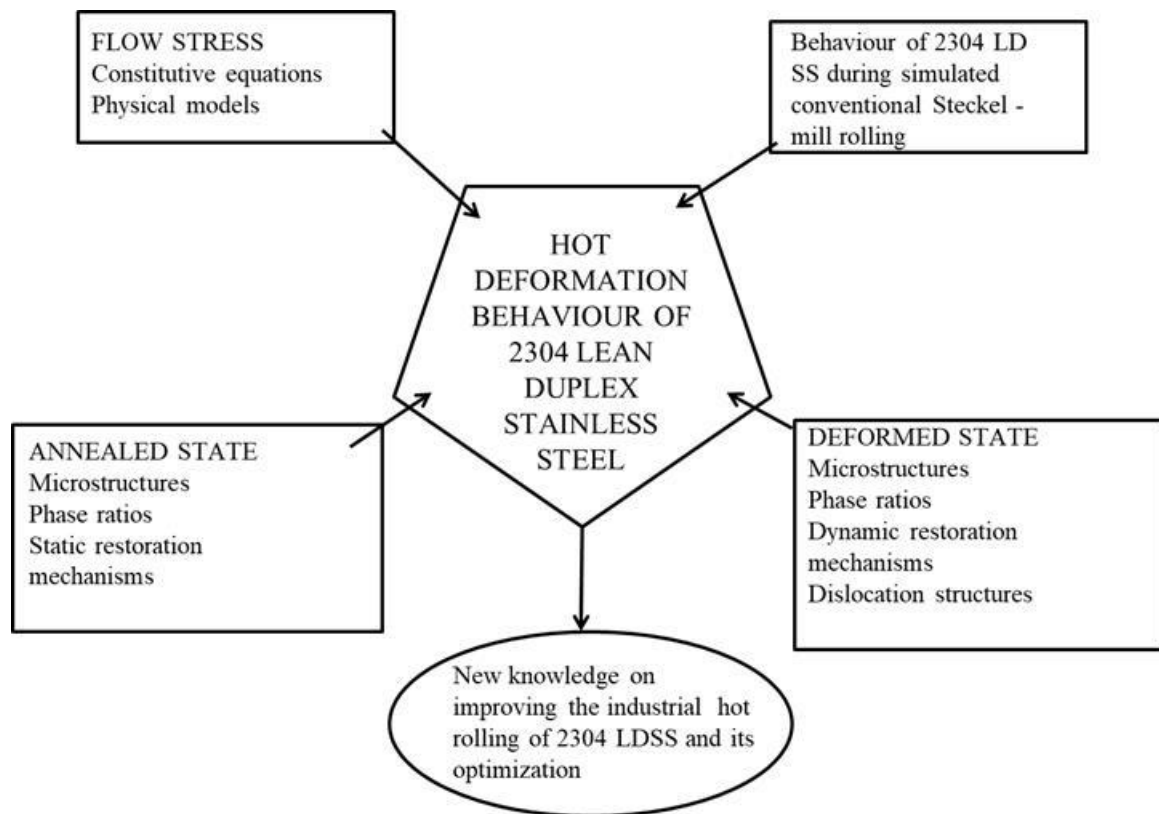 FLOW STRESS
Constitutive equations
Physical models
Behaviour of 2304 LD
SS during simulated
conventional Steckel -
mill rolling
HOT
DEFORMATION
BEHAVIOUR OF
2304 LEAN
DUPLEX
STAINLESS
STEEL
ANNEALED STATE
Microstructures
Phase ratios
Static restoration
mechanisms
DEFORMED STATE
Microstructures
Phase ratios
Dynamic restoration
mechanisms
Dislocation structures
New knowledge on
improving the industrial hot
rolling of 2304 LDSS and its
optimization